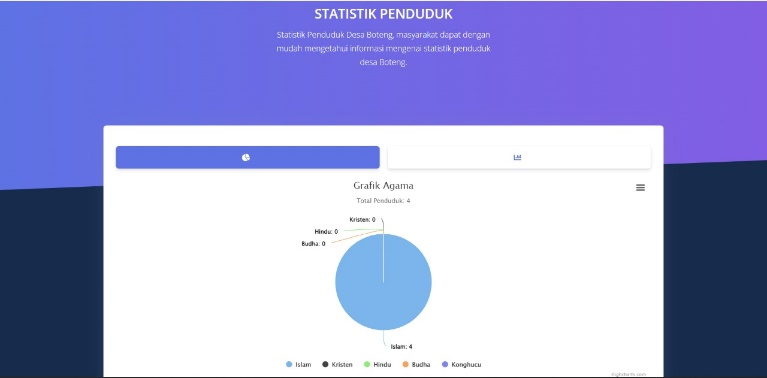 STATISTIK PENDUDUK
Statistik Penduduk Desa Boteng, masyarakat dapat dengan
mudah mengetahui informasi mengenai statistik penduduk
desa Boteng.
Grafik Agama
Total Penduduk: 4
Kristen: 0
Hindu: 0
Budha: 0
Islam: 4
Islam Kristen Hindu Budha Konghucu